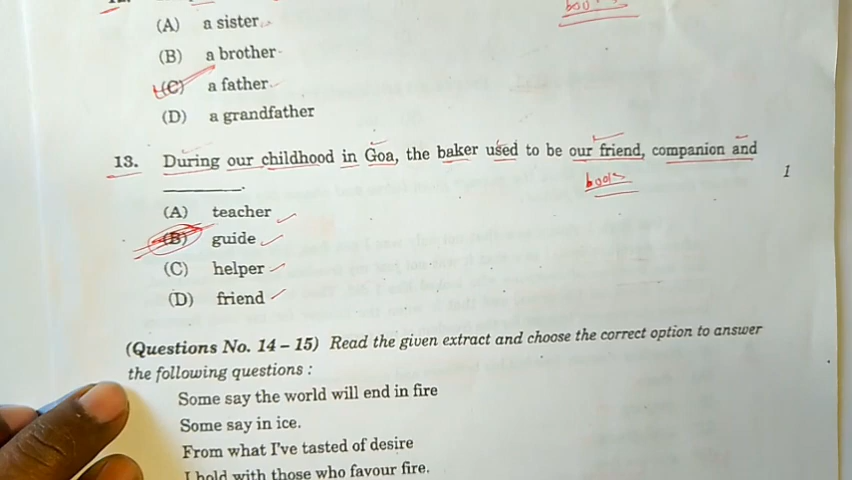 (A) a sister
(B) a brother
(C) a father
(D) a grandfather
13. During our childhood in Goa, the baker used to be our friend, companion and
________. 1
books
(A) teacher
(B) guide
(C) helper
(D) friend
(Questions No. 14 – 15) Read the given extract and choose the correct option to answer
the following questions :
Some say the world will end in fire
Some say in ice.
From what I've tasted of desire
I hold with those who favour fire.